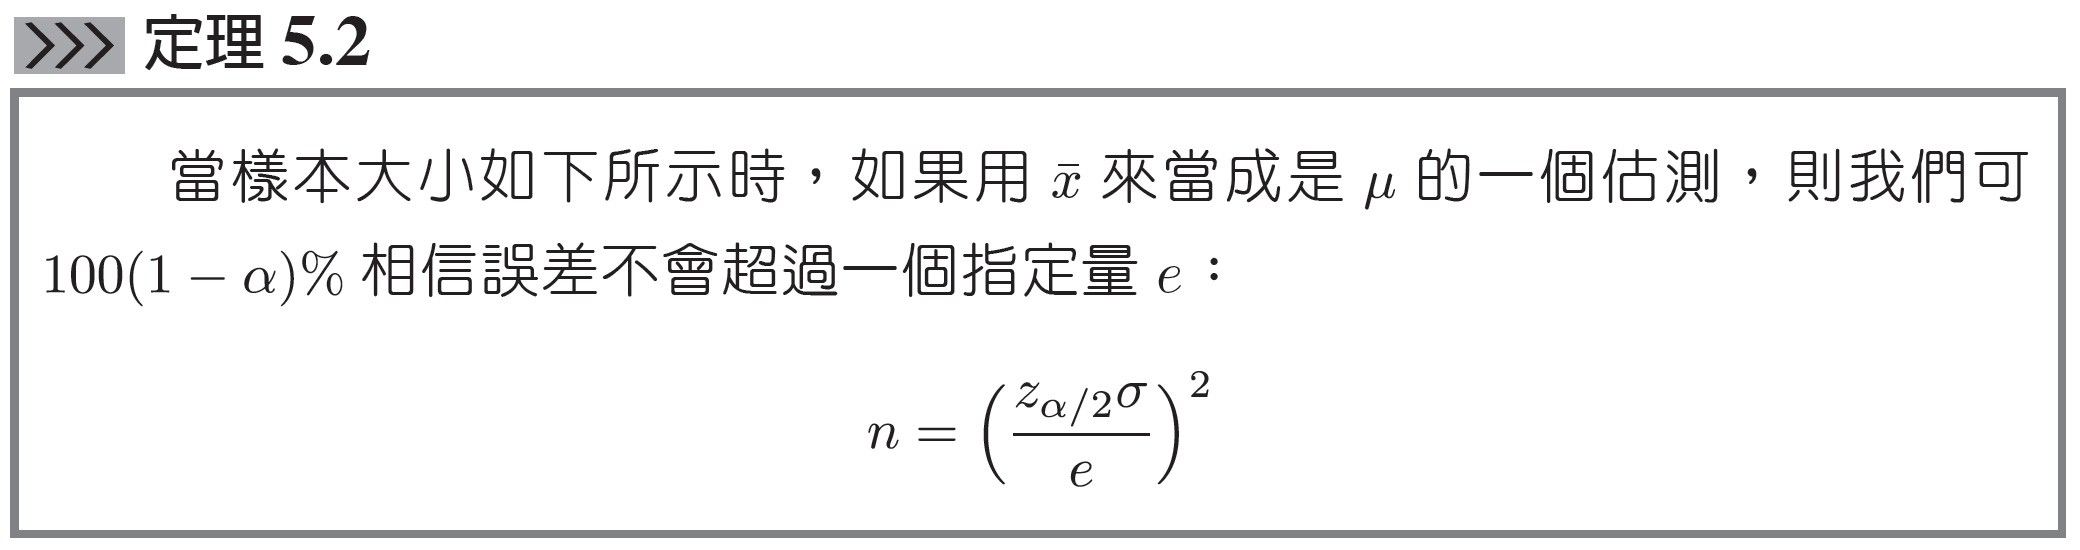 定理 5.2
當樣本大小如下所示時，如果用 x̄ 來當成是 μ 的一個估測，則我們可
100(1 − α)% 相信誤差不會超過一個指定量 e：
n = (zα/2σ / e)²